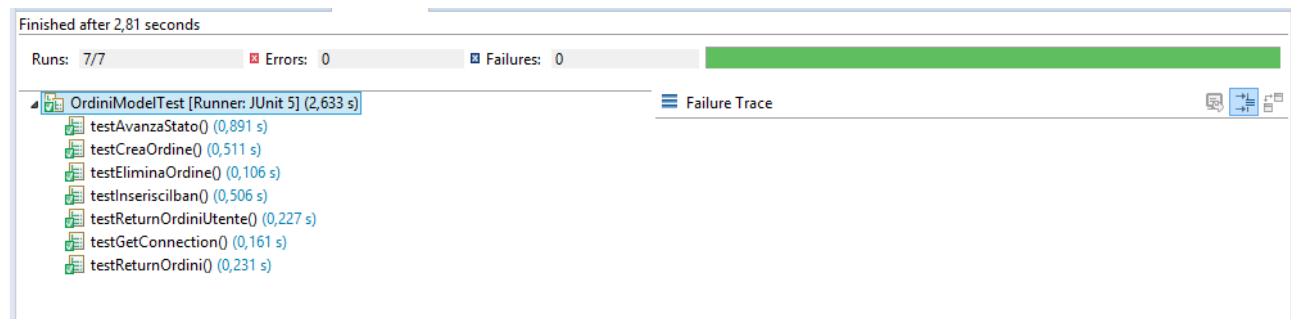 Finished after 2,81 seconds
Runs: 7/7 Errors: 0 Failures: 0
OrdiniModelTest [Runner: JUnit 5] (2,633 s)
Failure Trace
testAvanzaStato() (0,891 s)
testCreaOrdine() (0,511 s)
testEliminaOrdine() (0,106 s)
testInserisciIban() (0,506 s)
testReturnOrdiniUtente() (0,227 s)
testGetConnection() (0,161 s)
testReturnOrdini() (0,231 s)